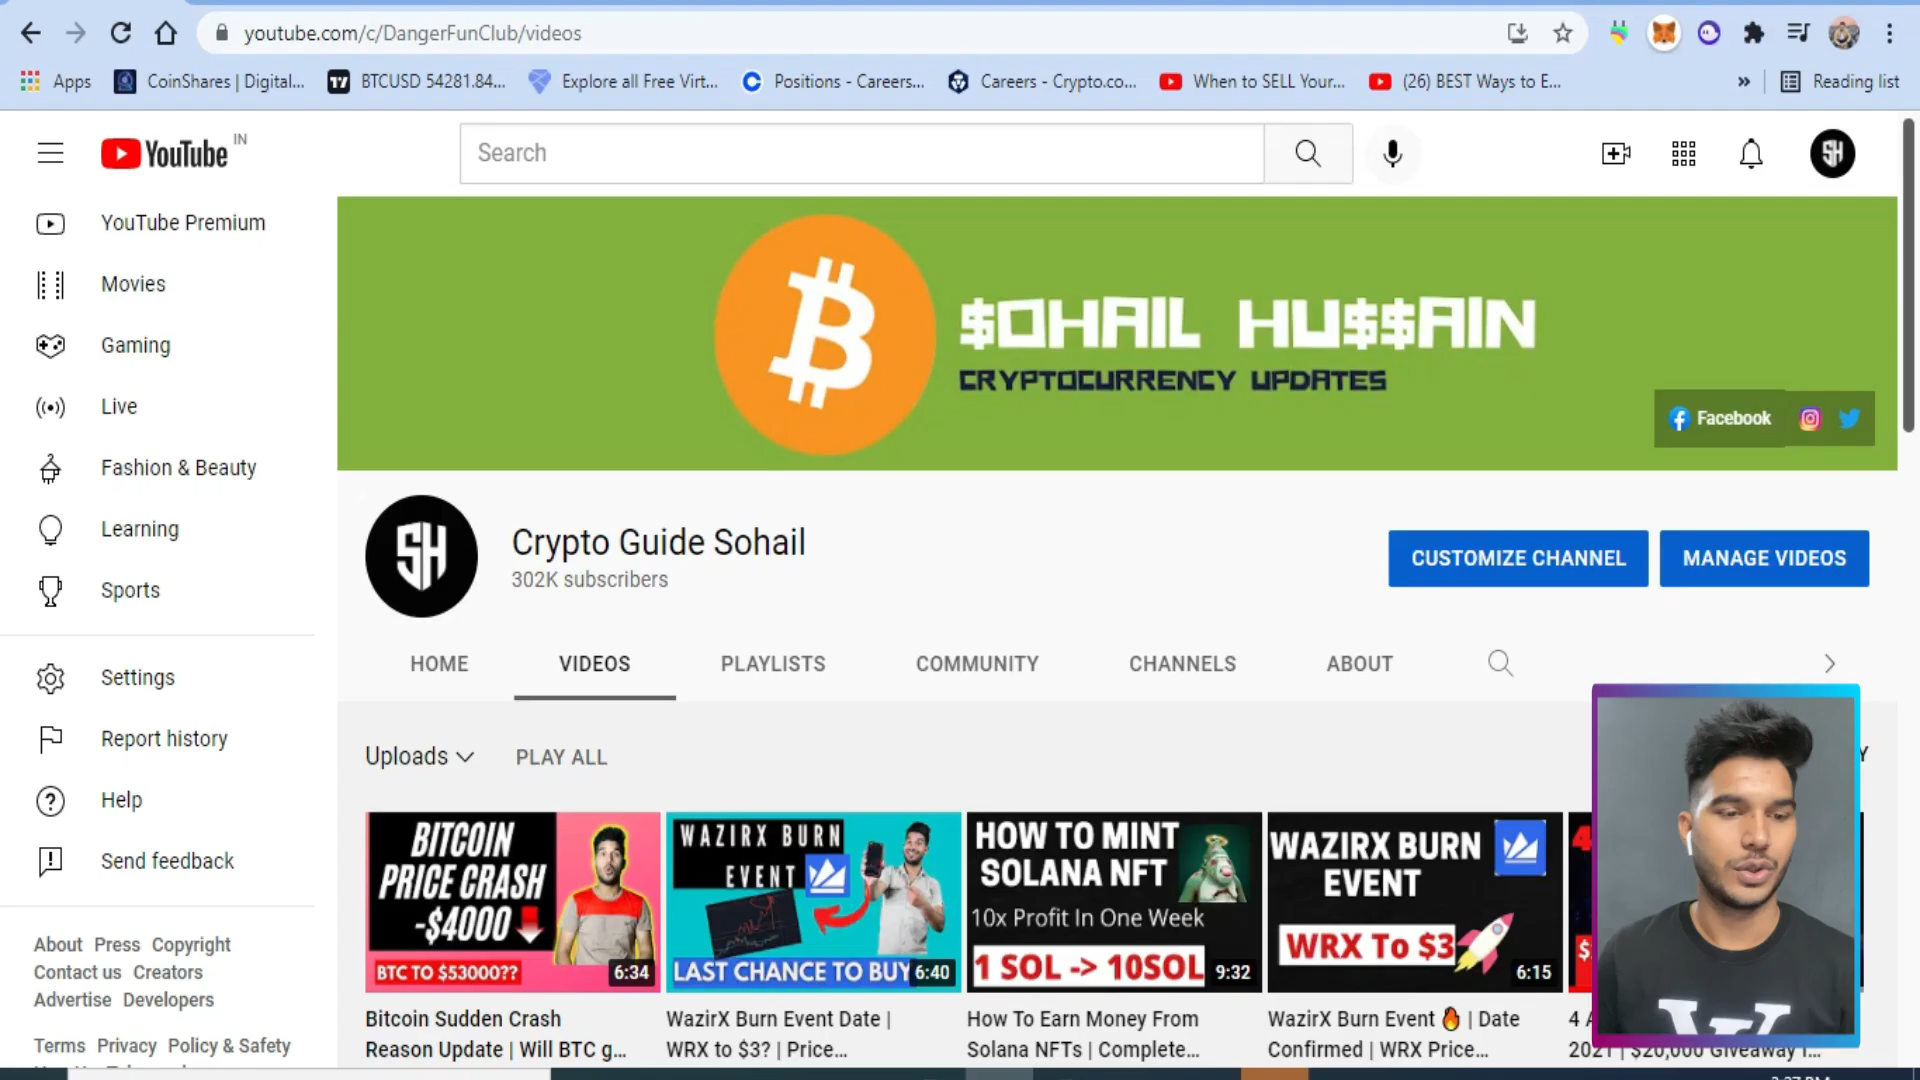 youtube.com/c/DangerFunClub/videos
Apps
CoinShares | Digital...
BTCUSD 54281.84...
Explore all Free Virt...
Positions - Careers...
Careers - Crypto.co...
When to SELL Your...
(26) BEST Ways to E...
»
Reading list
YouTube IN
Search
SH
YouTube Premium
Movies
Gaming
Live
Fashion & Beauty
Learning
Sports
Settings
Report history
Help
Send feedback
About Press Copyright
Contact us Creators
Advertise Developers
Terms Privacy Policy & Safety
$OHAIL HU$$AIN
CRYPTOCURRENCY UPDATES
Facebook
SH
Crypto Guide Sohail
302K subscribers
CUSTOMIZE CHANNEL
MANAGE VIDEOS
HOME
VIDEOS
PLAYLISTS
COMMUNITY
CHANNELS
ABOUT
Uploads
PLAY ALL
Y
BITCOIN
PRICE CRASH
-$4000
BTC TO $53000??
6:34
Bitcoin Sudden Crash
Reason Update | Will BTC g...
WAZIRX BURN
EVENT
LAST CHANCE TO BUY
6:40
WazirX Burn Event Date |
WRX to $3? | Price...
HOW TO MINT
SOLANA NFT
10x Profit In One Week
1 SOL -> 10SOL
9:32
How To Earn Money From
Solana NFTs | Complete...
WAZIRX BURN
EVENT
WRX To $3
6:15
WazirX Burn Event 🔥 | Date
Confirmed | WRX Price...
4
$
4 A
2021 | $20,000 Giveaway